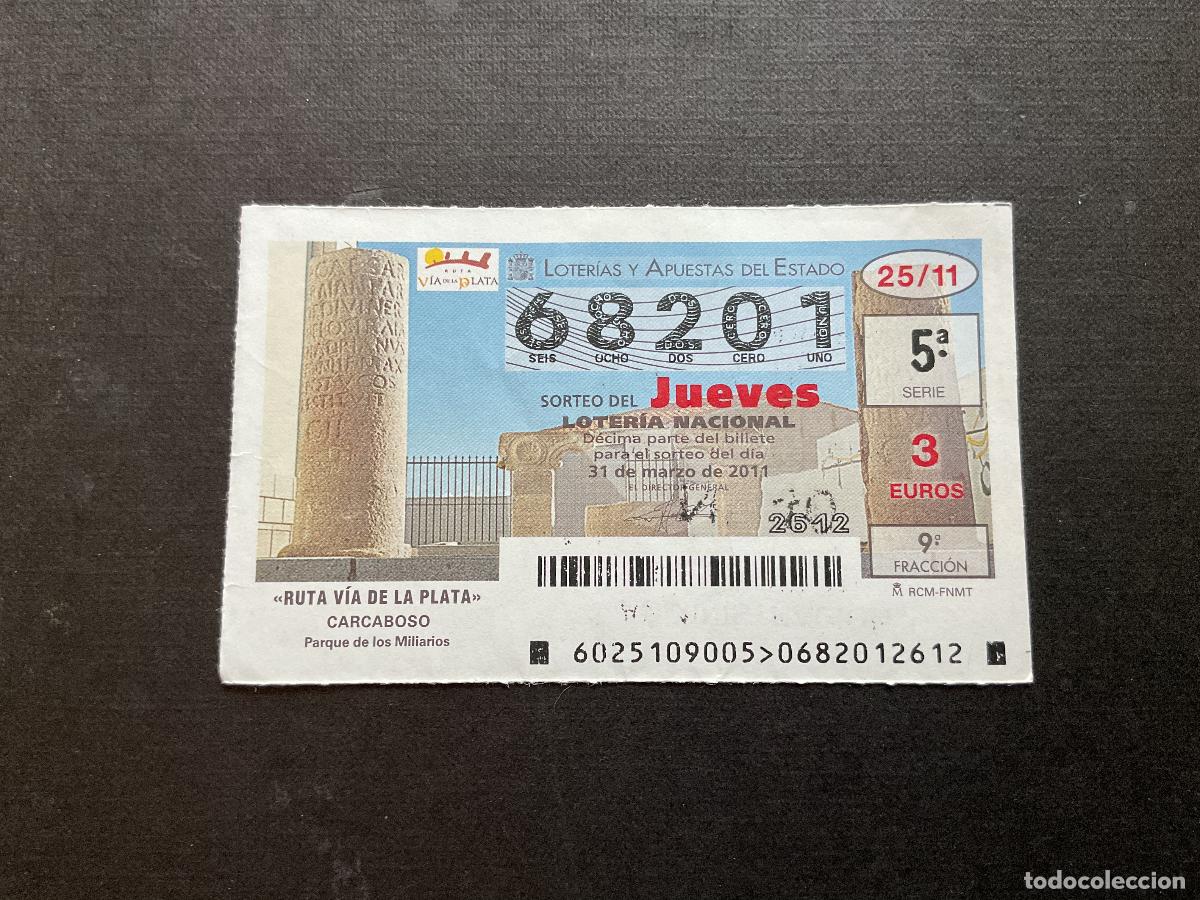 RUTA
VÍA DE LA PLATA
LOTERÍAS Y APUESTAS DEL ESTADO
25/11
68201
SEIS OCHO DOS CERO UNO
5ª
SERIE
SORTEO DEL Jueves
LOTERÍA NACIONAL
Décima parte del billete
para el sorteo del día
31 de marzo de 2011
EL DIRECTOR GENERAL
3
EUROS
2612
9ª
FRACCIÓN
M RCM-FNMT
«RUTA VÍA DE LA PLATA»
CARCABOSO
Parque de los Miliarios
6025109005>0682012612
todocoleccion